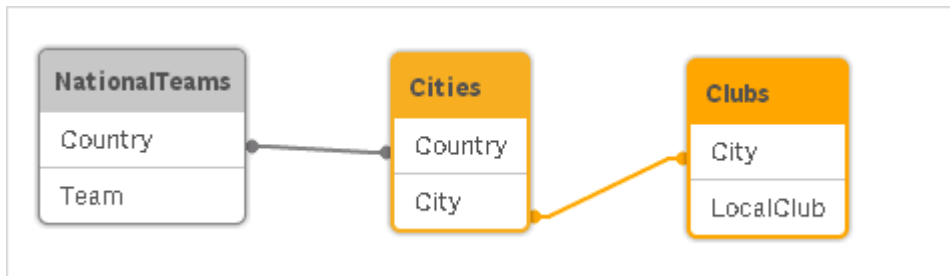 NationalTeams
Country
Team
Cities
Country
City
Clubs
City
LocalClub